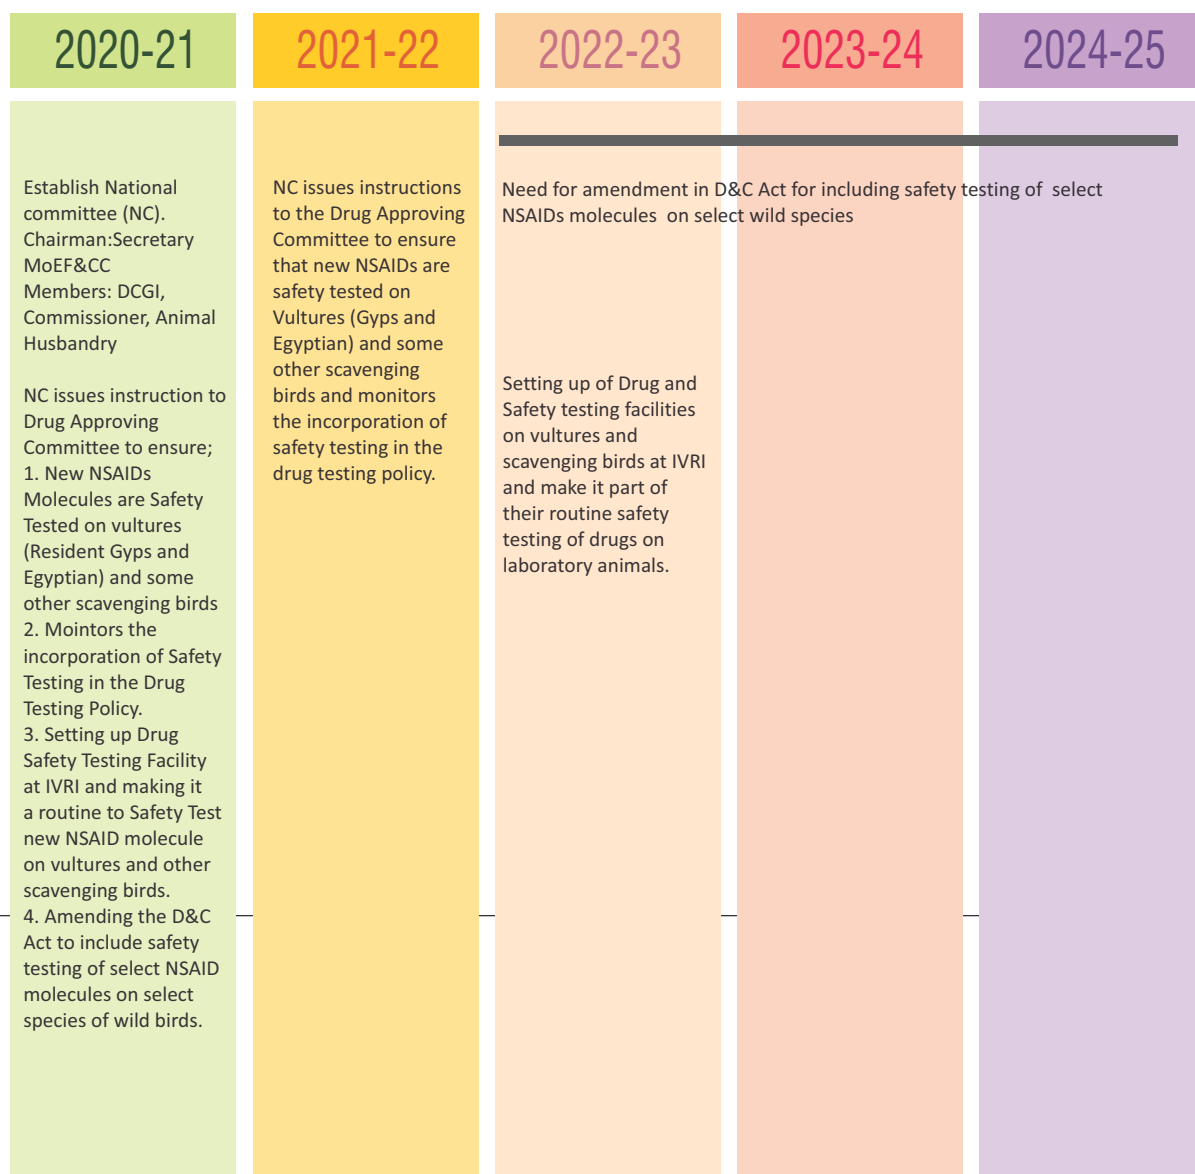 2020-21
2021-22
2022-23
2023-24
2024-25
Establish National
committee (NC).
Chairman:Secretary
MoEF&CC
Members: DCGI,
Commissioner, Animal
Husbandry
NC issues instruction to
Drug Approving
Committee to ensure;
1. New NSAIDs
Molecules are Safety
Tested on vultures
(Resident Gyps and
Egyptian) and some
other scavenging birds
2. Mointors the
incorporation of Safety
Testing in the Drug
Testing Policy.
3. Setting up Drug
Safety Testing Facility
at IVRI and making it
a routine to Safety Test
new NSAID molecule
on vultures and other
scavenging birds.
4. Amending the D&C
Act to include safety
testing of select NSAID
molecules on select
species of wild birds.
NC issues instructions
to the Drug Approving
Committee to ensure
that new NSAIDs are
safety tested on
Vultures (Gyps and
Egyptian) and some
other scavenging
birds and monitors
the incorporation of
safety testing in the
drug testing policy.
Need for amendment in D&C Act for including safety testing of select
NSAIDs molecules on select wild species
Setting up of Drug and
Safety testing facilities
on vultures and
scavenging birds at IVRI
and make it part of
their routine safety
testing of drugs on
laboratory animals.